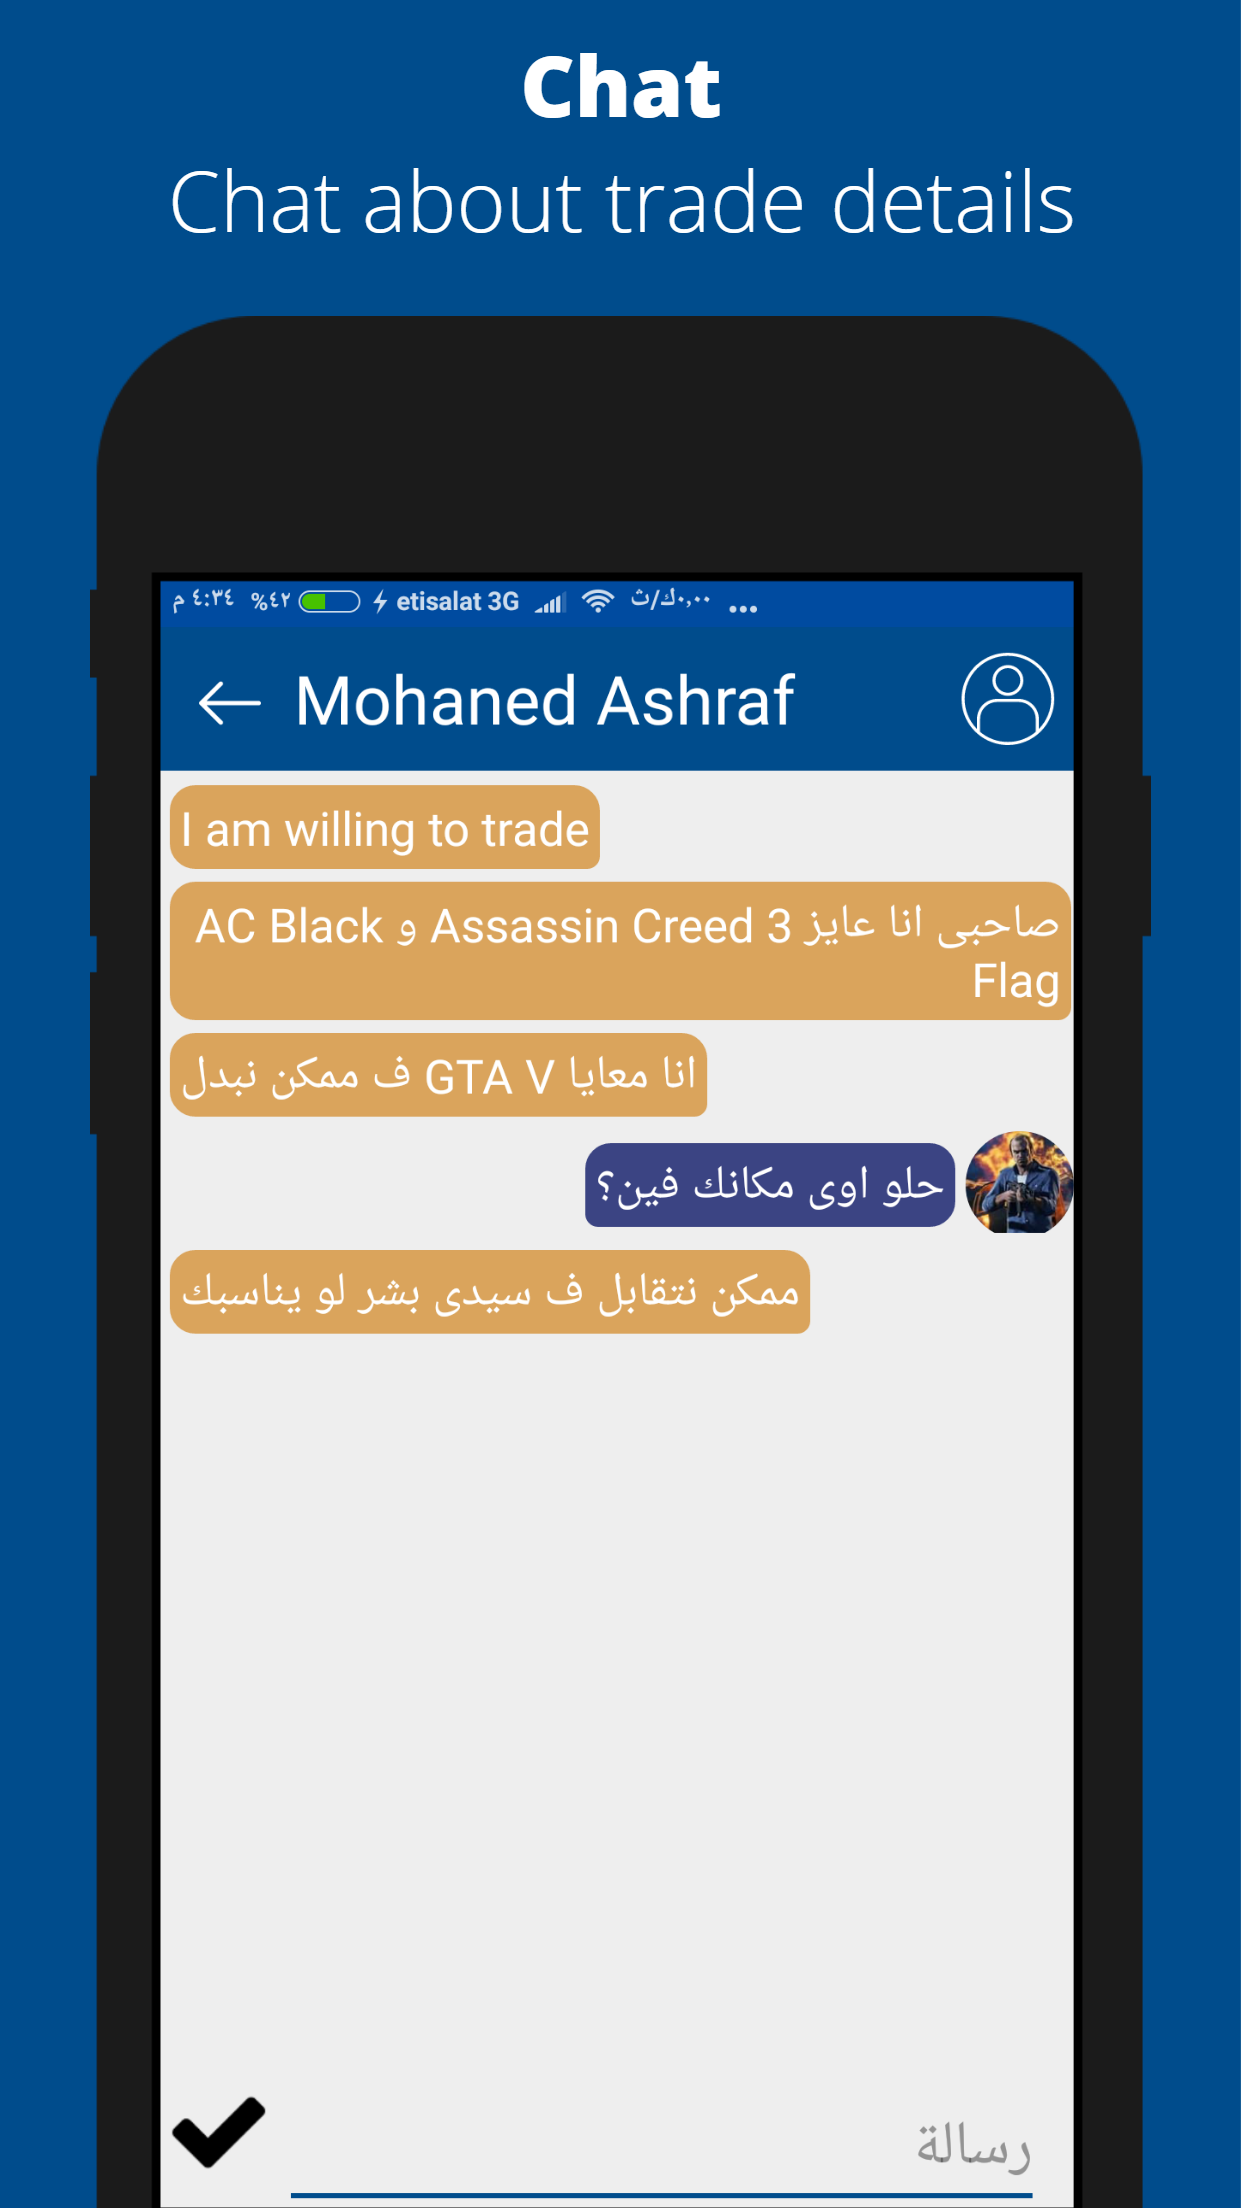 Chat
Chat about trade details
م ٤:٣٤ %٤٢ etisalat 3G ٠,٠٠ك/ث ...
Mohaned Ashraf
I am willing to trade
صاحبى انا عايز Assassin Creed 3 و AC Black
Flag
انا معايا GTA V ف ممكن نبدل
حلو اوى مكانك فين؟
ممكن نتقابل ف سيدى بشر لو يناسبك
رسالة